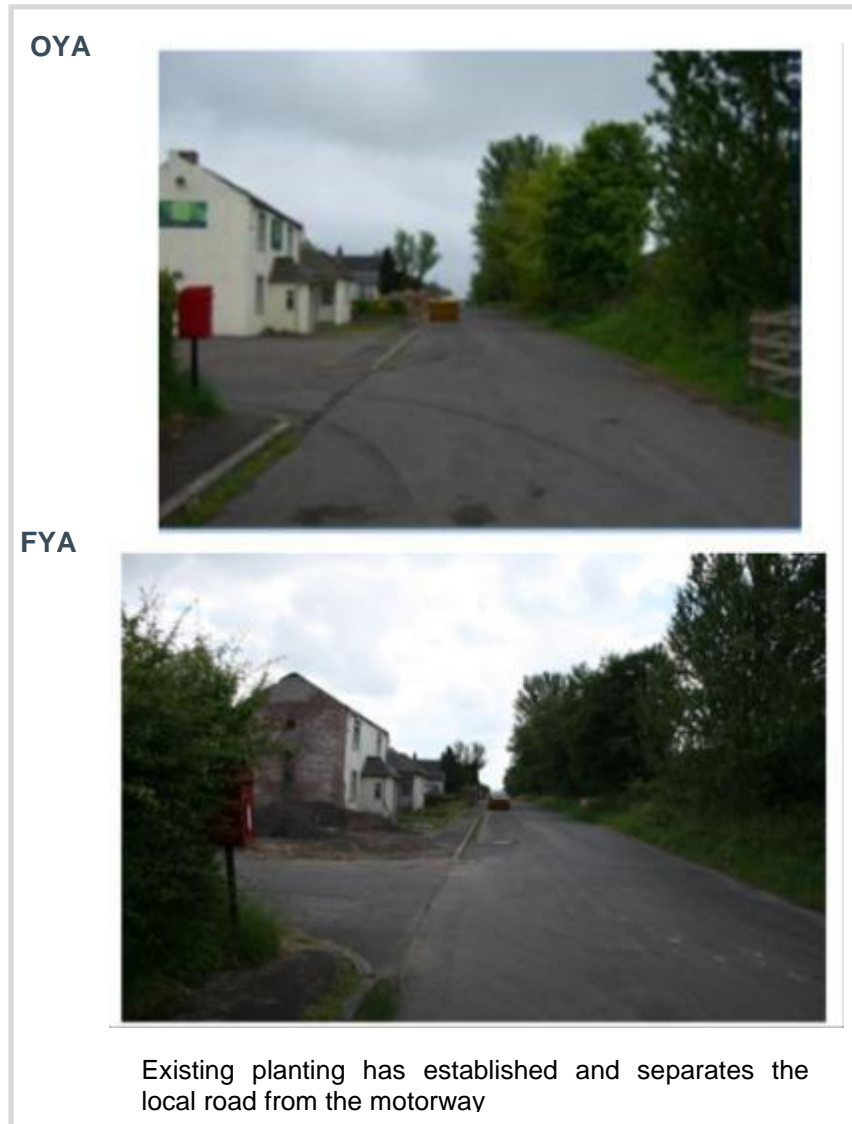 OYA
FYA
Existing planting has established and separates the
local road from the motorway